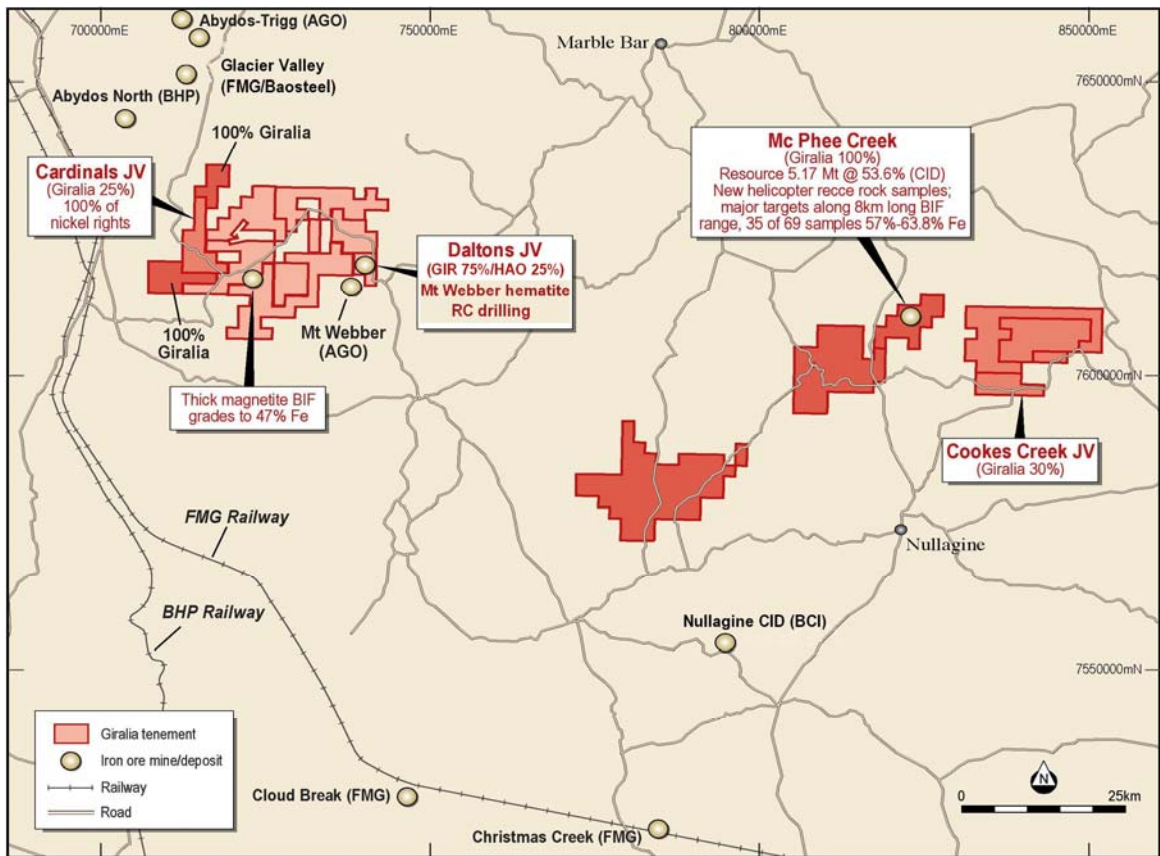 700000mE
750000mE
800000mE
850000mE
Abydos-Trigg (AGO)
Marble Bar
Glacier Valley
(FMG/Baosteel)
7650000mN
Abydos North (BHP)
100% Giralia
Cardinals JV
(Giralia 25%)
100% of
nickel rights
Mc Phee Creek
(Giralia 100%)
Resource 5.17 Mt @ 53.6% (CID)
New helicopter recce rock samples;
major targets along 8km long BIF
range, 35 of 69 samples 57%-63.8% Fe
Daltons JV
(GIR 75%/HAO 25%)
Mt Webber hematite
RC drilling
100%
Giralia
Mt Webber
(AGO)
7600000mN
Thick magnetite BIF
grades to 47% Fe
Cookes Creek JV
(Giralia 30%)
FMG Railway
Nullagine
BHP Railway
Nullagine CID (BCI)
7550000mN
Giralia tenement
Iron ore mine/deposit
Railway
Road
Cloud Break (FMG)
Christmas Creek (FMG)
N
0
25km